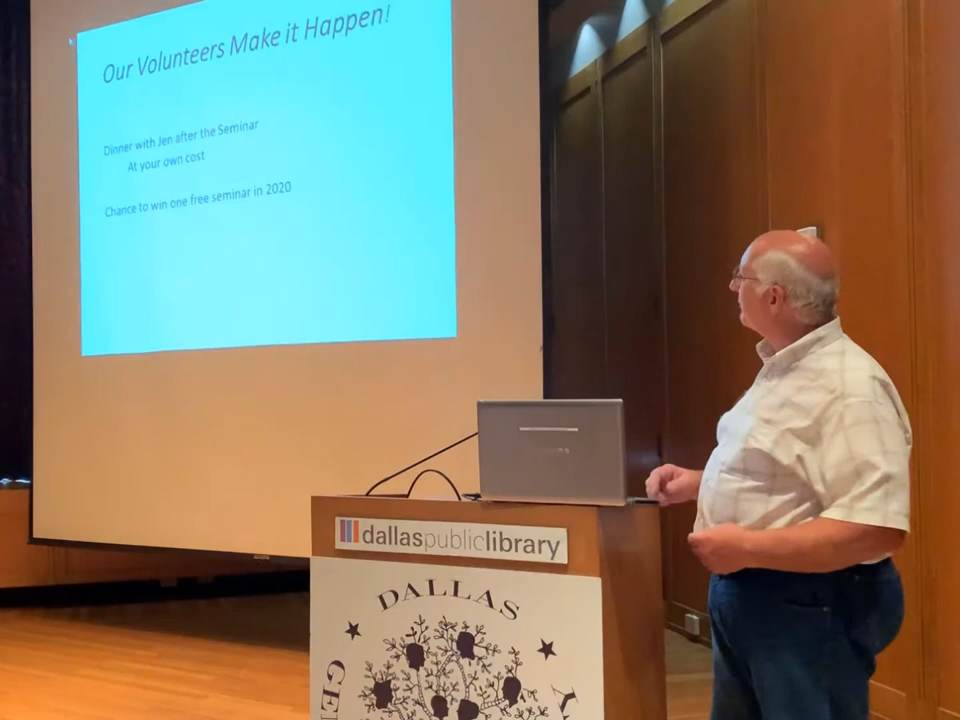 Our Volunteers Make it Happen!
Dinner with Jen after the Seminar
At your own cost
Chance to win one free seminar in 2020
dallaspubliclibrary
DALLAS
GE